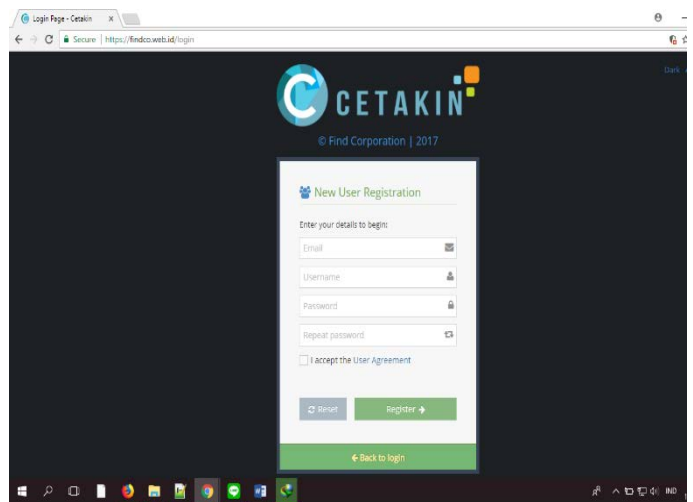 Login Page - Cetakin
Secure | https://findco.web.id/login
Dark
CETAKIN
© Find Corporation | 2017
New User Registration
Enter your details to begin:
Email
Username
Password
Repeat password
I accept the User Agreement
Reset
Register
Back to login
IND